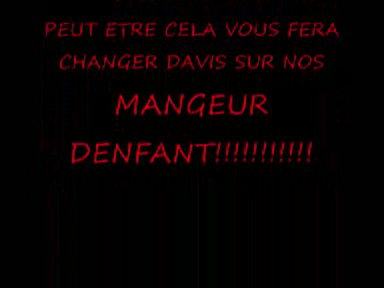 PEUT ETRE CELA VOUS FERA
CHANGER DAVIS SUR NOS
MANGEUR
DENFANT!!!!!!!!!!!